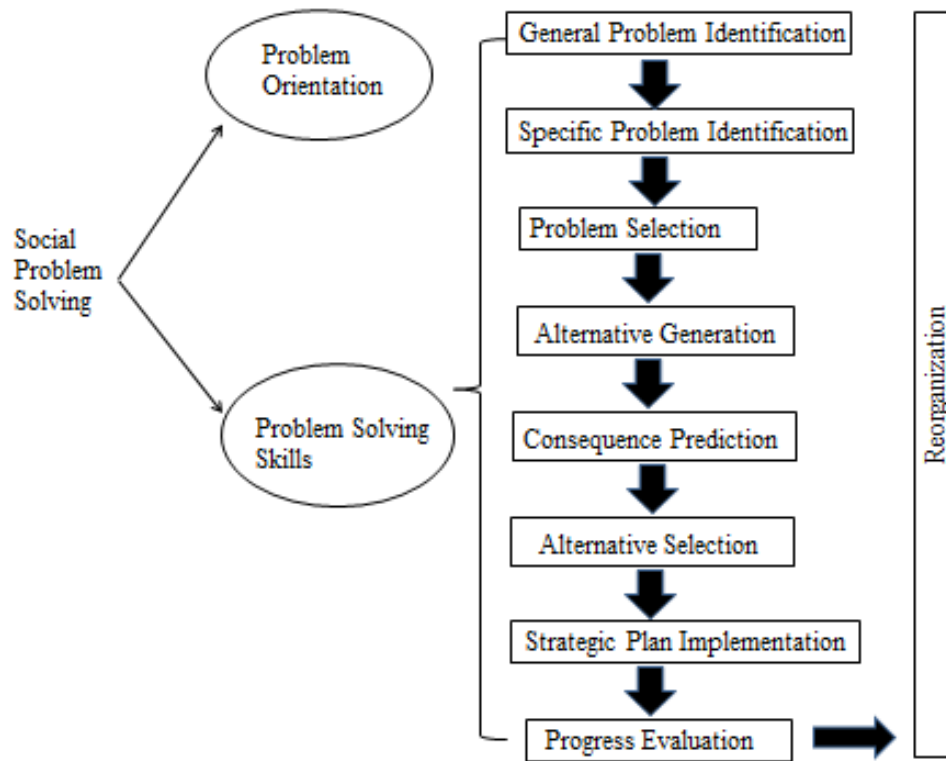 Problem
Orientation
Social
Problem
Solving
Problem Solving
Skills
General Problem Identification
Specific Problem Identification
Problem Selection
Alternative Generation
Consequence Prediction
Alternative Selection
Strategic Plan Implementation
Progress Evaluation
Reorganization